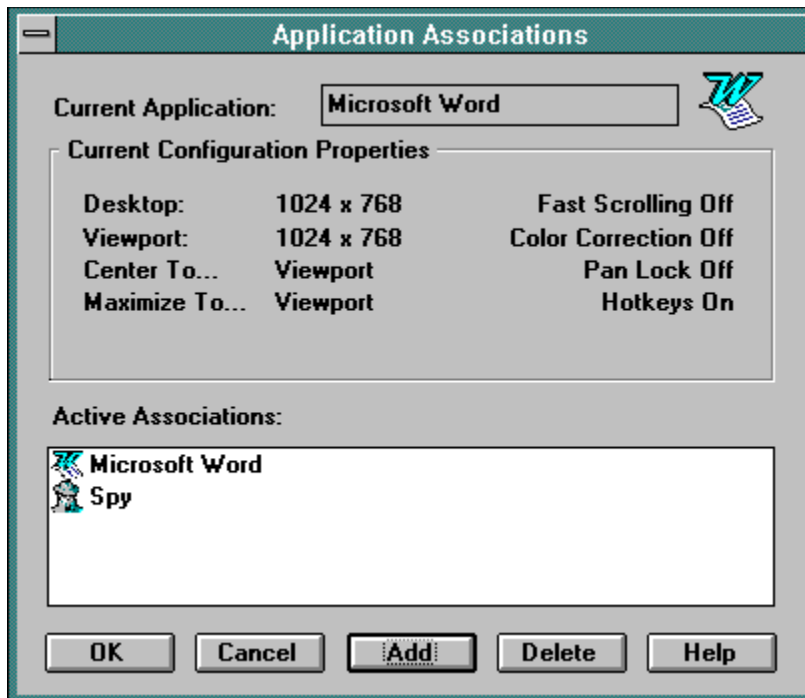 Application Associations
Current Application: Microsoft Word
Current Configuration Properties
Desktop: 1024 x 768 Fast Scrolling Off
Viewport: 1024 x 768 Color Correction Off
Center To... Viewport Pan Lock Off
Maximize To... Viewport Hotkeys On
Active Associations:
Microsoft Word
Spy
OK Cancel Add Delete Help